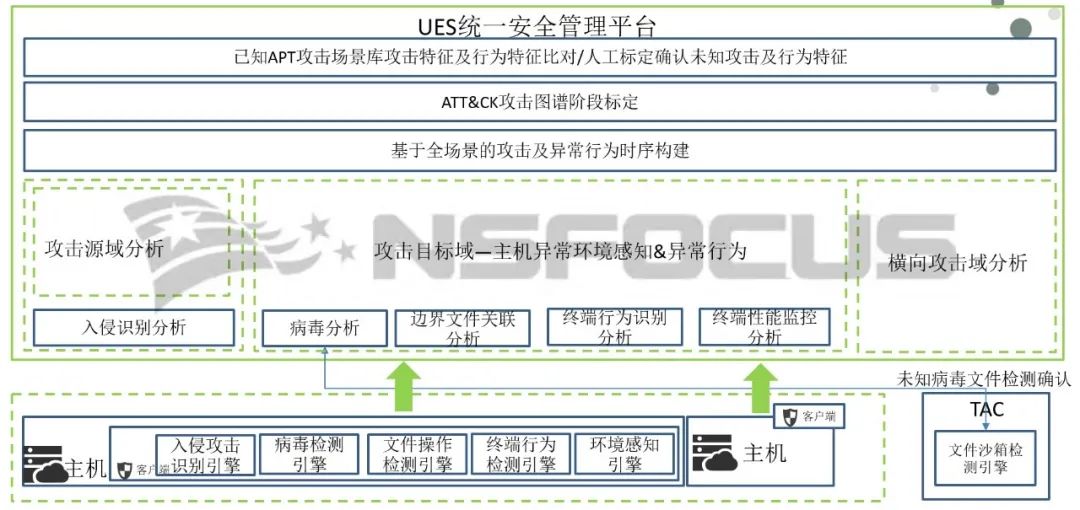 UES统一安全管理平台
已知APT攻击场景库攻击特征及行为特征比对/人工标定确认未知攻击及行为特征
ATT&CK攻击图谱阶段标定
基于全场景的攻击及异常行为时序构建
NSFOCUS
攻击源域分析
攻击目标域—主机异常环境感知&异常行为
横向攻击域分析
入侵识别分析
病毒分析
边界文件关联
分析
终端行为识别
分析
终端性能监控
分析
未知病毒文件检测确认
主机
客户端
入侵攻击
识别引擎
病毒检测
引擎
文件操作
检测引擎
终端行为
检测引擎
环境感知
引擎
主机
客户端
TAC
文件沙箱检
测引擎